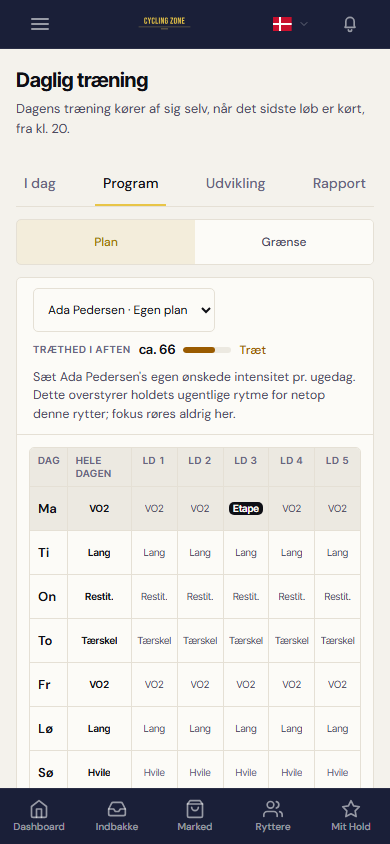 CYCLING ZONE
Daglig træning
Dagens træning kører af sig selv, når det sidste løb er kørt,
fra kl. 20.
I dag Program Udvikling Rapport
Plan Grænse
Ada Pedersen · Egen plan
TRÆTHED I AFTEN ca. 66 Træt
Sæt Ada Pedersen's egen ønskede intensitet pr. ugedag.
Dette overstyrer holdets ugentlige rytme for netop
denne rytter; fokus røres aldrig her.
DAG HELE DAGEN LD 1 LD 2 LD 3 LD 4 LD 5
Ma VO2 VO2 VO2 Etape VO2 VO2
Ti Lang Lang Lang Lang Lang Lang
On Restit. Restit. Restit. Restit. Restit. Restit.
To Tærskel Tærskel Tærskel Tærskel Tærskel Tærskel
Fr VO2 VO2 VO2 VO2 VO2 VO2
Lø Lang Lang Lang Lang Lang Lang
Sø Hvile Hvile Hvile Hvile Hvile Hvile
Dashboard Indbakke Marked Ryttere Mit Hold